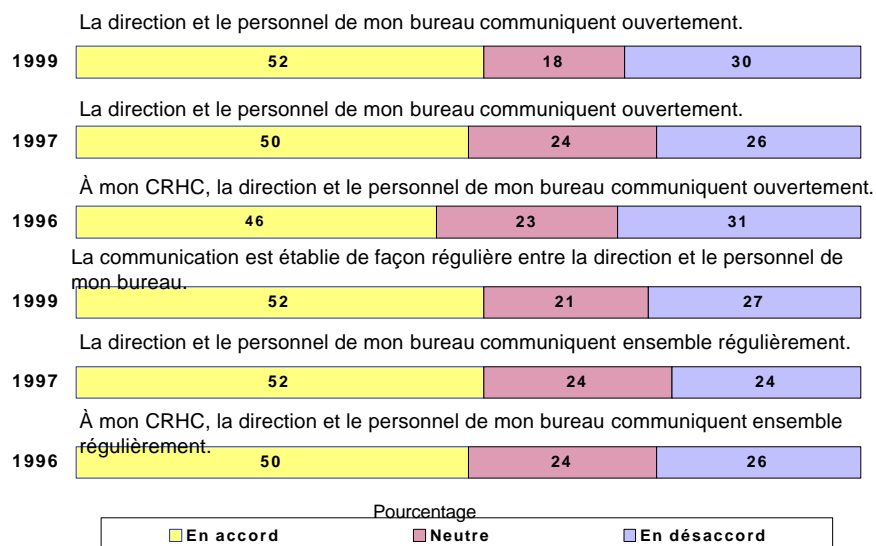 La direction et le personnel de mon bureau communiquent ouvertement.
1999 52 18 30
La direction et le personnel de mon bureau communiquent ouvertement.
1997 50 24 26
À mon CRHC, la direction et le personnel de mon bureau communiquent ouvertement.
1996 46 23 31
La communication est établie de façon régulière entre la direction et le personnel de
mon bureau.
1999 52 21 27
La direction et le personnel de mon bureau communiquent ensemble régulièrement.
1997 52 24 24
À mon CRHC, la direction et le personnel de mon bureau communiquent ensemble
régulièrement.
1996 50 24 26
Pourcentage
En accord Neutre En désaccord